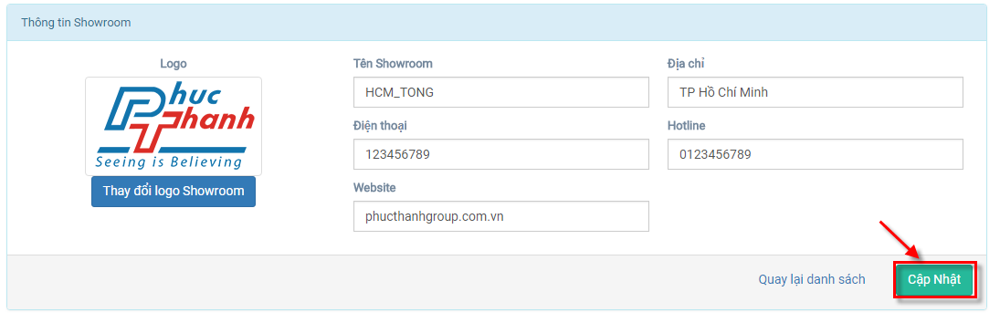 Thông tin Showroom
Logo
Phuc
Thanh
Seeing is Believing
Thay đổi logo Showroom
Tên Showroom
HCM_TONG
Địa chỉ
TP Hồ Chí Minh
Điện thoại
123456789
Hotline
0123456789
Website
phucthanhgroup.com.vn
Quay lại danh sách
Cập Nhật